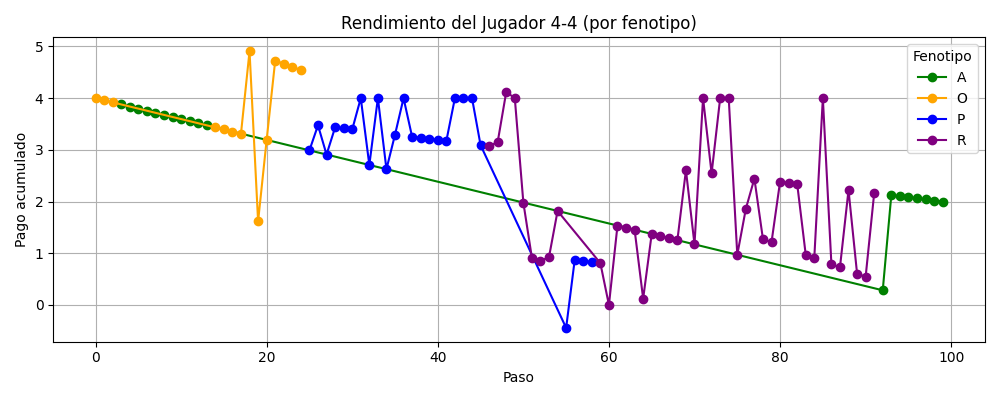 Rendimiento del Jugador 4-4 (por fenotipo)
Pago acumulado
5
4
3
2
1
0
0 20 40 60 80 100
Paso
Fenotipo
A
O
P
R